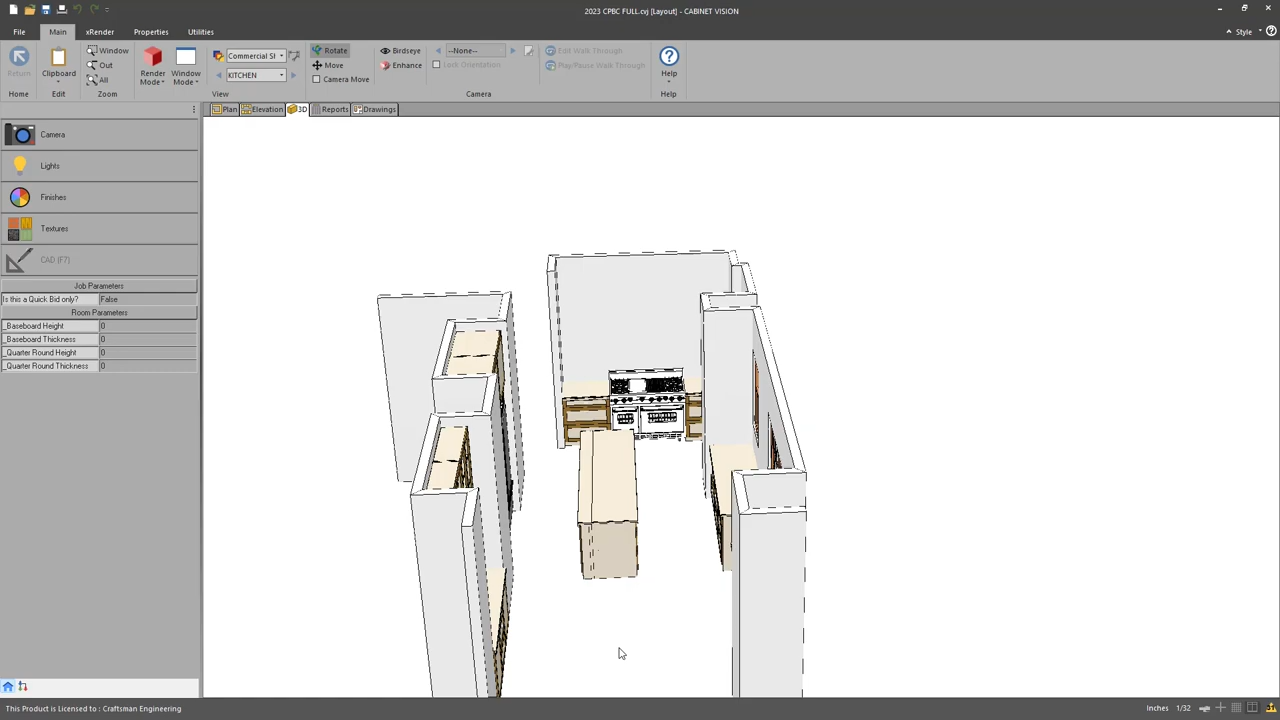 2023 CPBC FULL.cvj [Layout] - CABINET VISION
File Main xRender Properties Utilities Style
Return
Home
Clipboard
Edit
Window
Out
All
Zoom
Render
Mode
Window
Mode
Commercial Sl
KITCHEN
View
Rotate
Move
Camera Move
Birdseye
Enhance
--None--
Lock Orientation
Edit Walk Through
Play/Pause Walk Through
Camera
Help
Help
Plan Elevation 3D Reports Drawings
Camera
Lights
Finishes
Textures
CAD (F7)
Job Parameters
Is this a Quick Bid only? False
Room Parameters
_Baseboard Height 0
_Baseboard Thickness 0
_Quarter Round Height 0
_Quarter Round Thickness 0
This Product is Licensed to : Craftsman Engineering
Inches 1/32